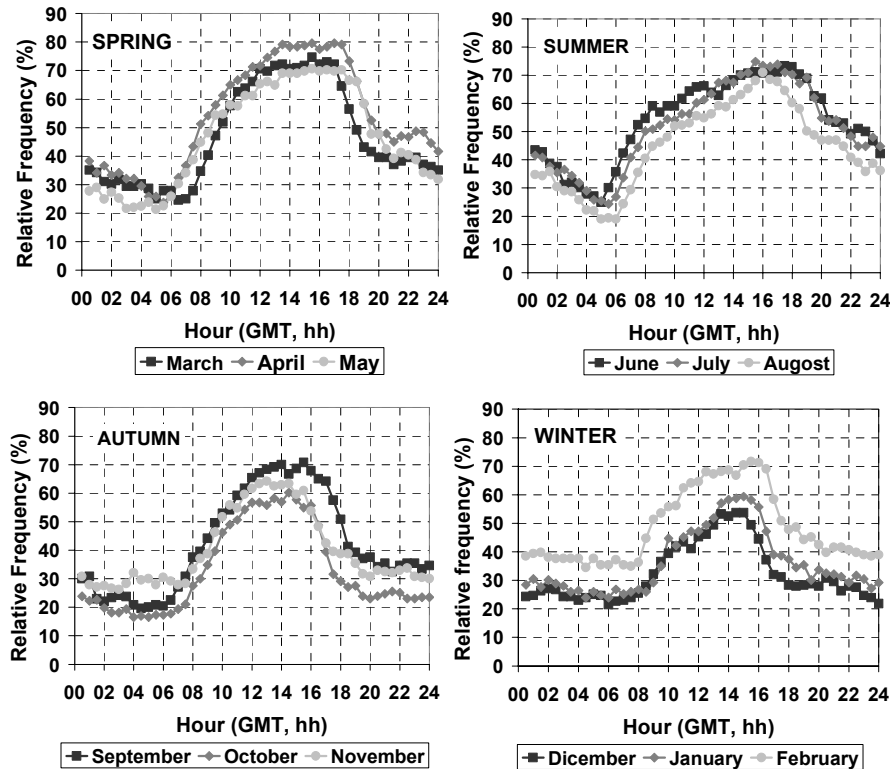 SPRING
Relative Frequency (%)
90
80
70
60
50
40
30
20
10
0
00 02 04 06 08 10 12 14 16 18 20 22 24
Hour (GMT, hh)
March April May
SUMMER
Relative Frequency (%)
90
80
70
60
50
40
30
20
10
0
00 02 04 06 08 10 12 14 16 18 20 22 24
Hour (GMT, hh)
June July Augost
AUTUMN
Relative Frequency (%)
90
80
70
60
50
40
30
20
10
0
00 02 04 06 08 10 12 14 16 18 20 22 24
Hour (GMT, hh)
September October November
WINTER
Relative frequency (%)
90
80
70
60
50
40
30
20
10
0
00 02 04 06 08 10 12 14 16 18 20 22 24
Hour (GMT, hh)
Dicember January February